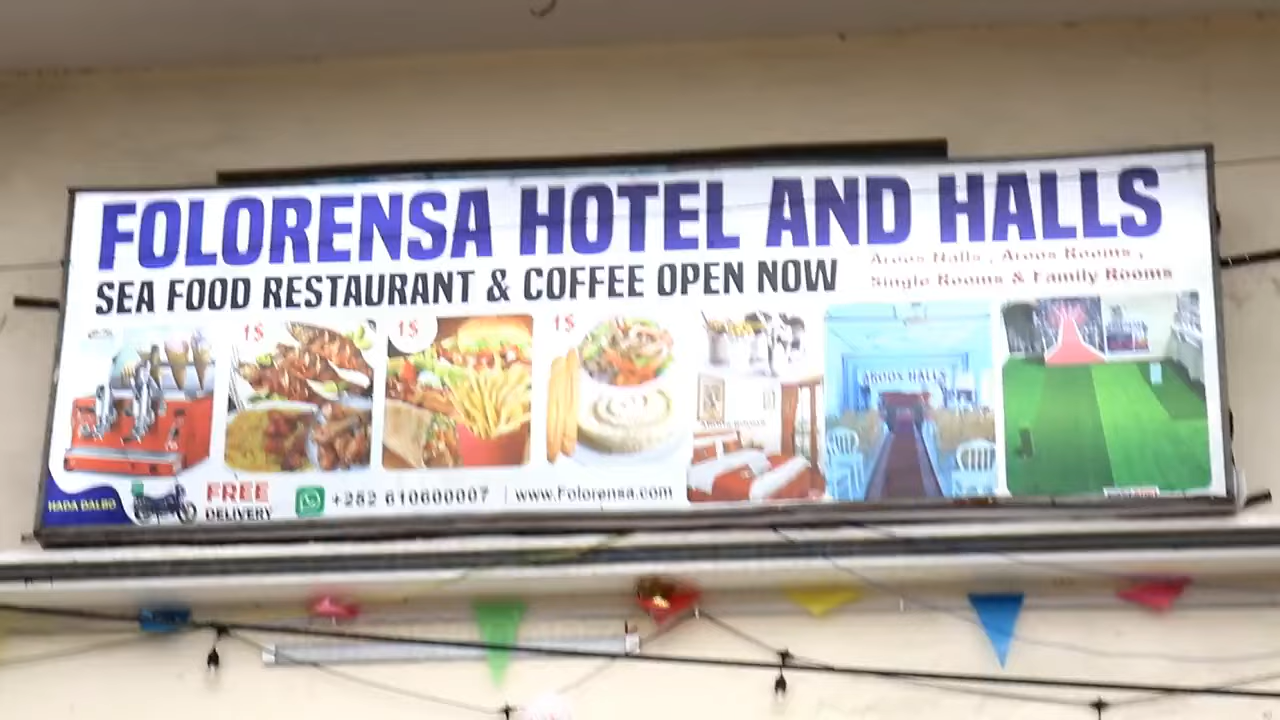 FOLORENSA HOTEL AND HALLS
SEA FOOD RESTAURANT & COFFEE OPEN NOW
Aroos Halls , Aroos Rooms ,
Single Rooms & Family Rooms
1$
1$
1$
AROOS HALLS
HADA DALBO
FREE
DELIVERY
+252 610600007
www.Folorensa.com